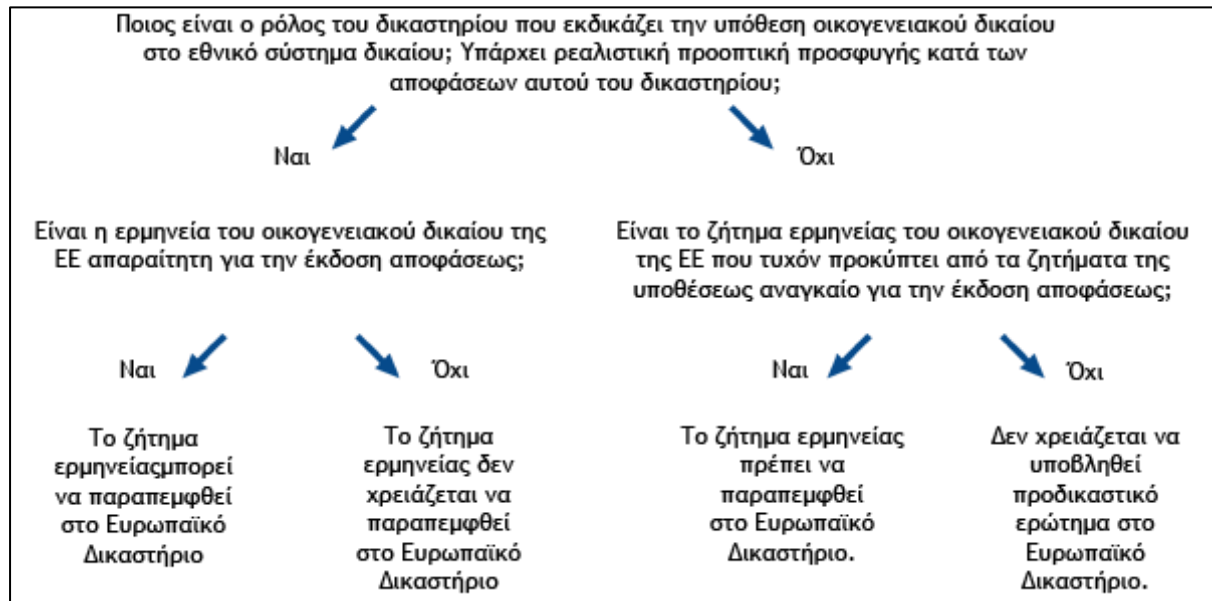 Ποιος είναι ο ρόλος του δικαστηρίου που εκδικάζει την υπόθεση οικογενειακού δικαίου
στο εθνικό σύστημα δικαίου; Υπάρχει ρεαλιστική προοπτική προσφυγής κατά των
αποφάσεων αυτού του δικαστηρίου;
Ναι
Όχι
Είναι η ερμηνεία του οικογενειακού δικαίου της
ΕΕ απαραίτητη για την έκδοση αποφάσεως;
Είναι το ζήτημα ερμηνείας του οικογενειακού δικαίου
της ΕΕ που τυχόν προκύπτει από τα ζητήματα της
υποθέσεως αναγκαίο για την έκδοση αποφάσεως;
Ναι
Όχι
Ναι
Όχι
Το ζήτημα
ερμηνείαςμπορεί
να παραπεμφθεί
στο Ευρωπαϊκό
Δικαστήριο
Το ζήτημα
ερμηνείας δεν
χρειάζεται να
παραπεμφθεί
στο Ευρωπαϊκό
Δικαστήριο
Το ζήτημα ερμηνείας
πρέπει να
παραπεμφθεί
στο Ευρωπαϊκό
Δικαστήριο.
Δεν χρειάζεται να
υποβληθεί
προδικαστικό
ερώτημα στο
Ευρωπαϊκό
Δικαστήριο.